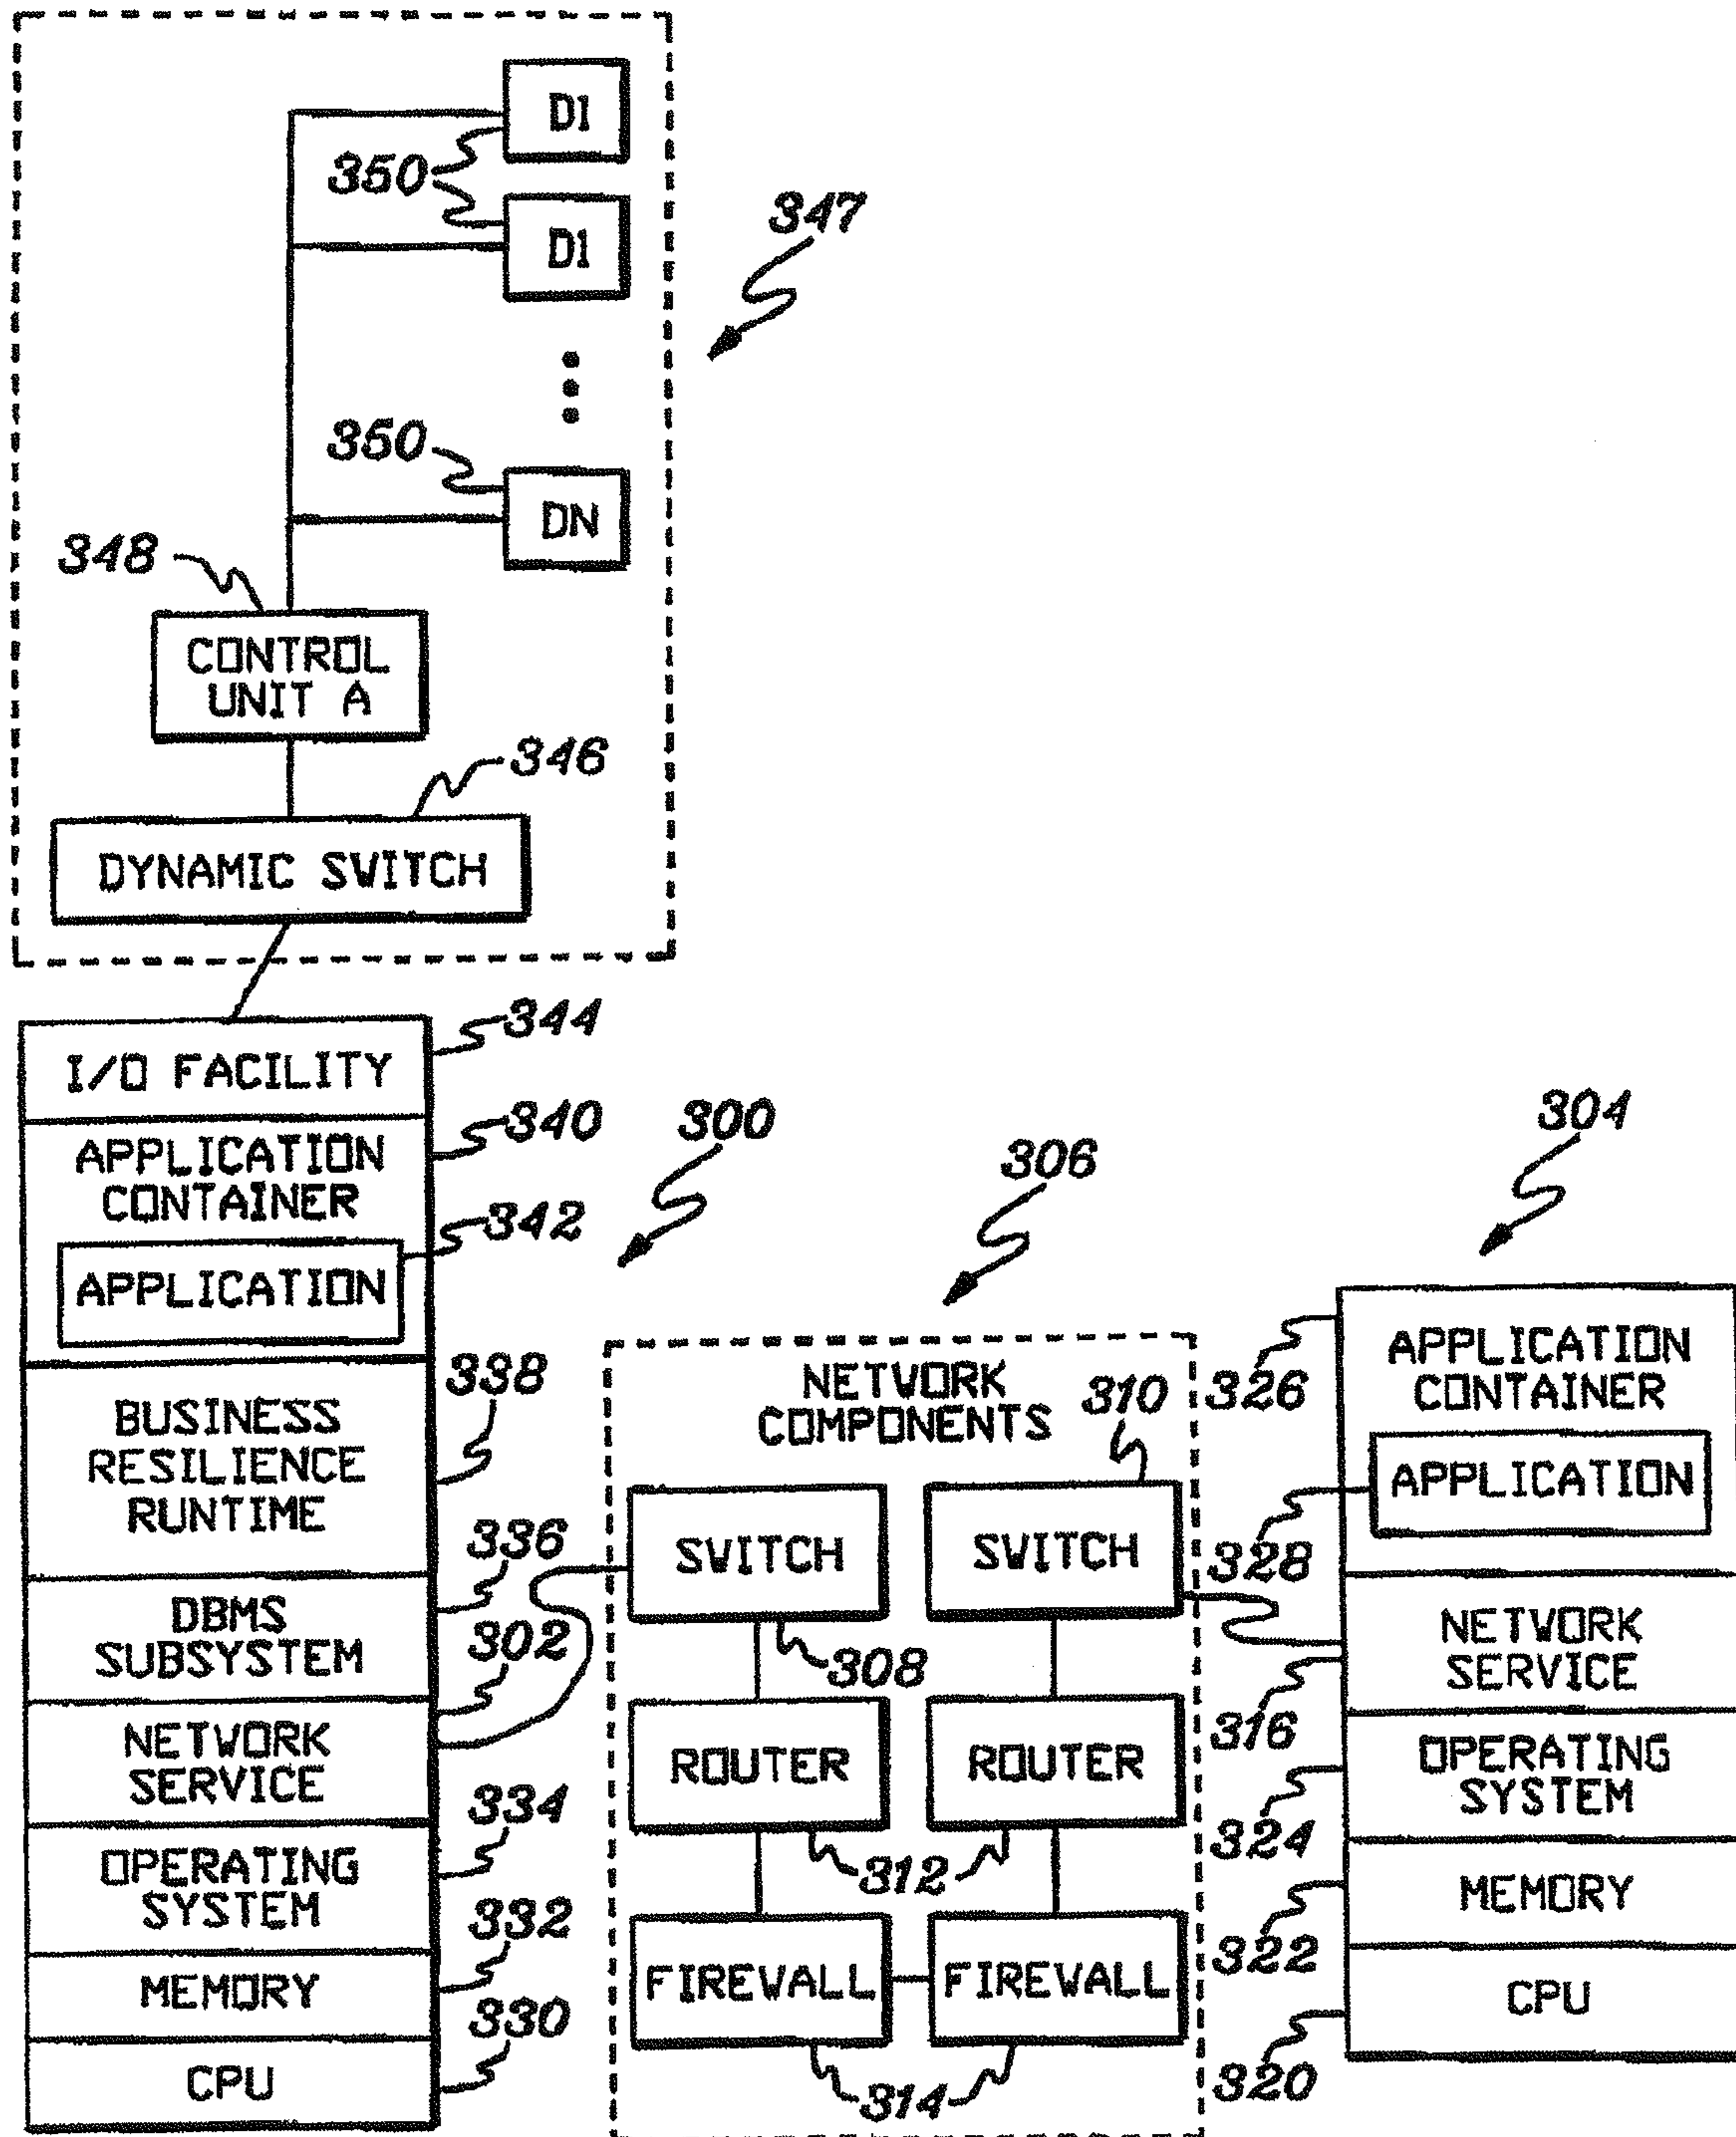 D1
350
D1
347
350
DN
348
CONTROL
UNIT A
346
DYNAMIC SWITCH
344
I/O FACILITY
340
APPLICATION
CONTAINER
342
APPLICATION
300
306
304
338
BUSINESS
RESILIENCE
RUNTIME
336
DBMS
SUBSYSTEM
302
NETWORK
SERVICE
334
OPERATING
SYSTEM
332
MEMORY
330
CPU
NETWORK
COMPONENTS
310
SWITCH
SWITCH
308
ROUTER
ROUTER
312
FIREWALL
FIREWALL
314
326
APPLICATION
CONTAINER
APPLICATION
328
NETWORK
SERVICE
316
OPERATING
SYSTEM
324
MEMORY
322
CPU
320